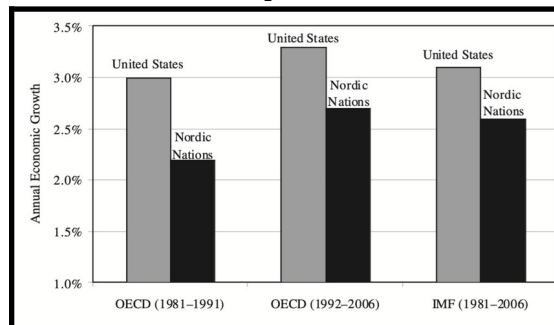 3.5%
3.0%
2.5%
2.0%
1.5%
1.0%
Annual Economic Growth
United States
Nordic
Nations
United States
Nordic
Nations
United States
Nordic
Nations
OECD (1981–1991)
OECD (1992–2006)
IMF (1981–2006)